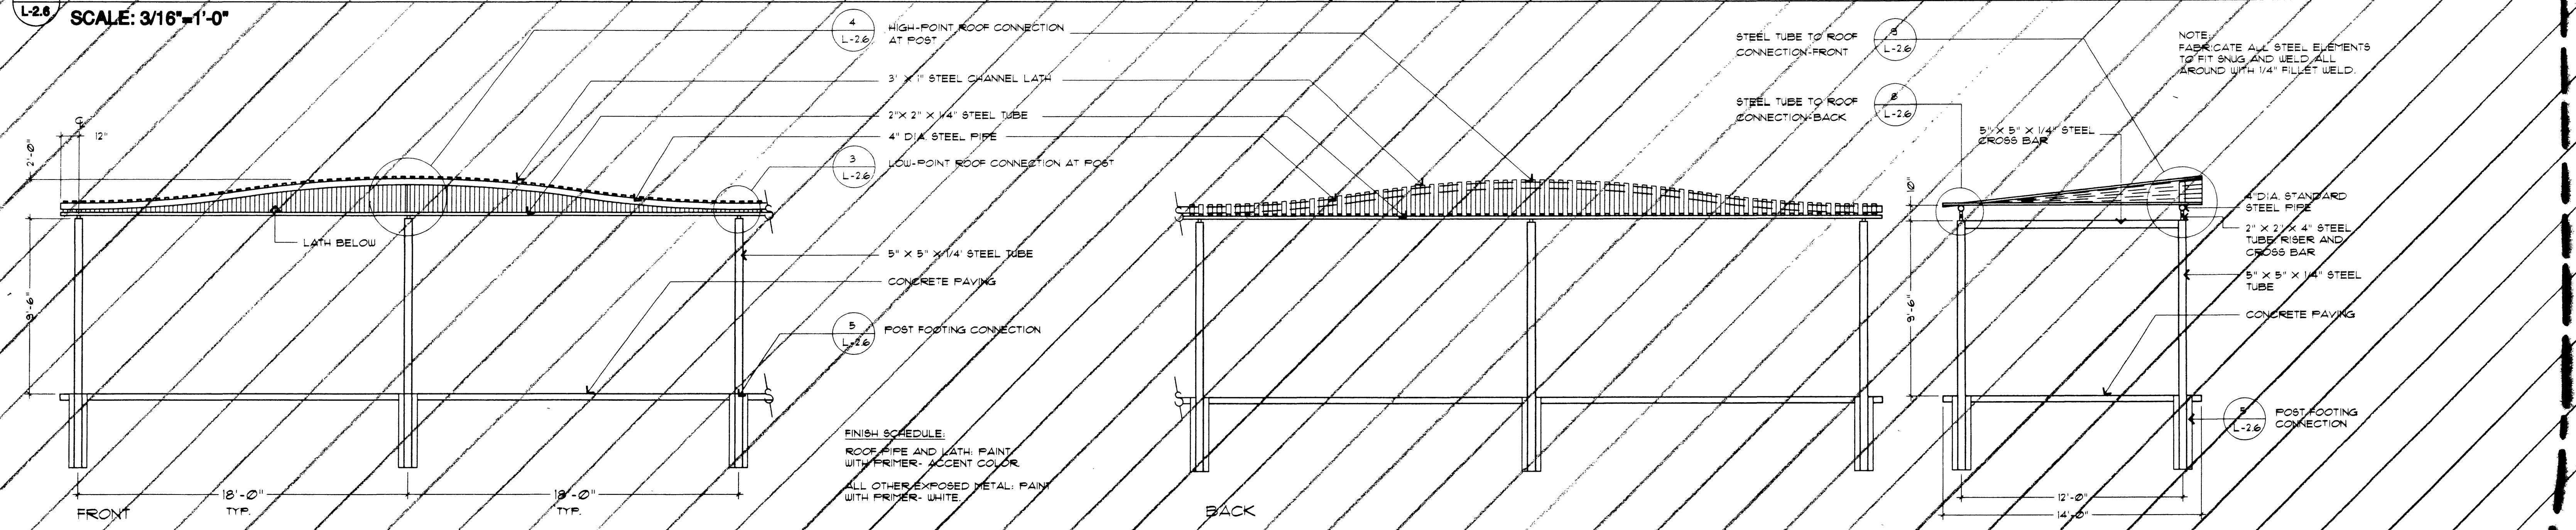 L-2.6
SCALE: 3/16"=1'-0"
4
L-2.6
HIGH-POINT ROOF CONNECTION
AT POST
3' X 1" STEEL CHANNEL LATH
2"X 2" X 1/4" STEEL TUBE
4" DIA. STEEL PIPE
3
L-2.6
LOW-POINT ROOF CONNECTION AT POST
12"
2'-0"
LATH BELOW
5" X 5" X 1/4' STEEL TUBE
CONCRETE PAVING
9'-6"
5
L-2.6
POST FOOTING CONNECTION
FINISH SCHEDULE:
ROOF PIPE AND LATH: PAINT
WITH PRIMER- ACCENT COLOR
ALL OTHER EXPOSED METAL: PAINT
WITH PRIMER- WHITE.
18'-0"
TYP.
18'-0"
TYP.
FRONT
BACK
STEEL TUBE TO ROOF
CONNECTION-FRONT
L-2.6
STEEL TUBE TO ROOF
CONNECTION-BACK
L-2.6
NOTE:
FABRICATE ALL STEEL ELEMENTS
TO FIT SNUG AND WELD ALL
AROUND WITH 1/4" FILLET WELD.
5" X 5" X 1/4" STEEL
CROSS BAR
4" DIA. STANDARD
STEEL PIPE
2" X 2' X 4" STEEL
TUBE RISER AND
CROSS BAR
5" X 5" X 1/4" STEEL
TUBE
9'-6"
CONCRETE PAVING
5
L-2.6
POST FOOTING
CONNECTION
12'-0"
14'-0"